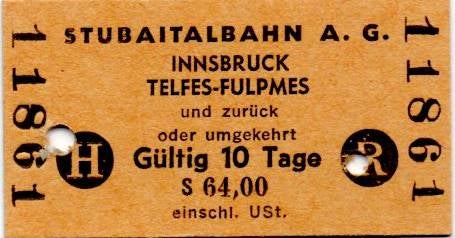 STUBAITALBAHN A. G.
INNSBRUCK
TELFES-FULPMES
und zurück
oder umgekehrt
H Gültig 10 Tage R
S 64,00
einschl. USt.
11861
11861